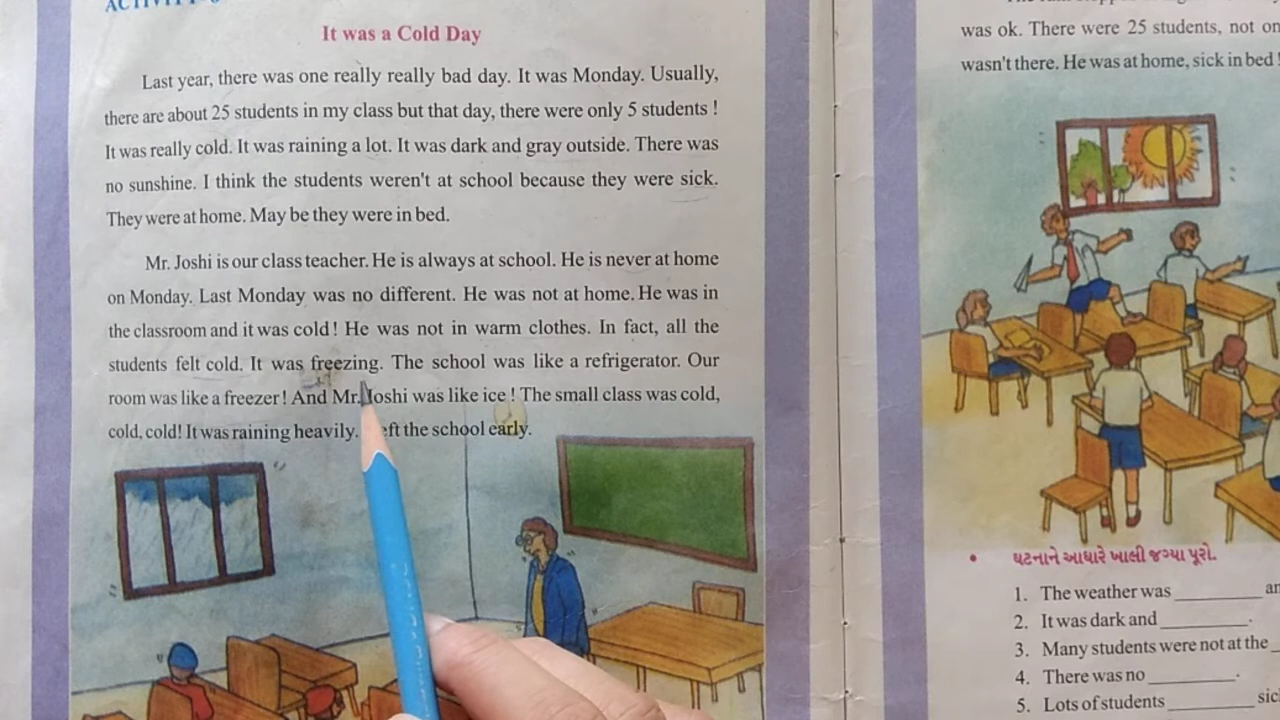 It was a Cold Day
Last year, there was one really really bad day. It was Monday. Usually,
there are about 25 students in my class but that day, there were only 5 students !
It was really cold. It was raining a lot. It was dark and gray outside. There was
no sunshine. I think the students weren't at school because they were sick.
They were at home. May be they were in bed.
Mr. Joshi is our class teacher. He is always at school. He is never at home
on Monday. Last Monday was no different. He was not at home. He was in
the classroom and it was cold! He was not in warm clothes. In fact, all the
students felt cold. It was freezing. The school was like a refrigerator. Our
room was like a freezer! And Mr. Joshi was like ice ! The small class was cold,
cold, cold! It was raining heavily. left the school early.
was ok. There were 25 students, not
wasn't there. He was at home, sick in bed !
• ઘટનાને આધારે ખાલી જગ્યા પૂરો.
1. The weather was ________
2. It was dark and ________.
3. Many students were not at the
4. There was no ________.
5. Lots of students ________